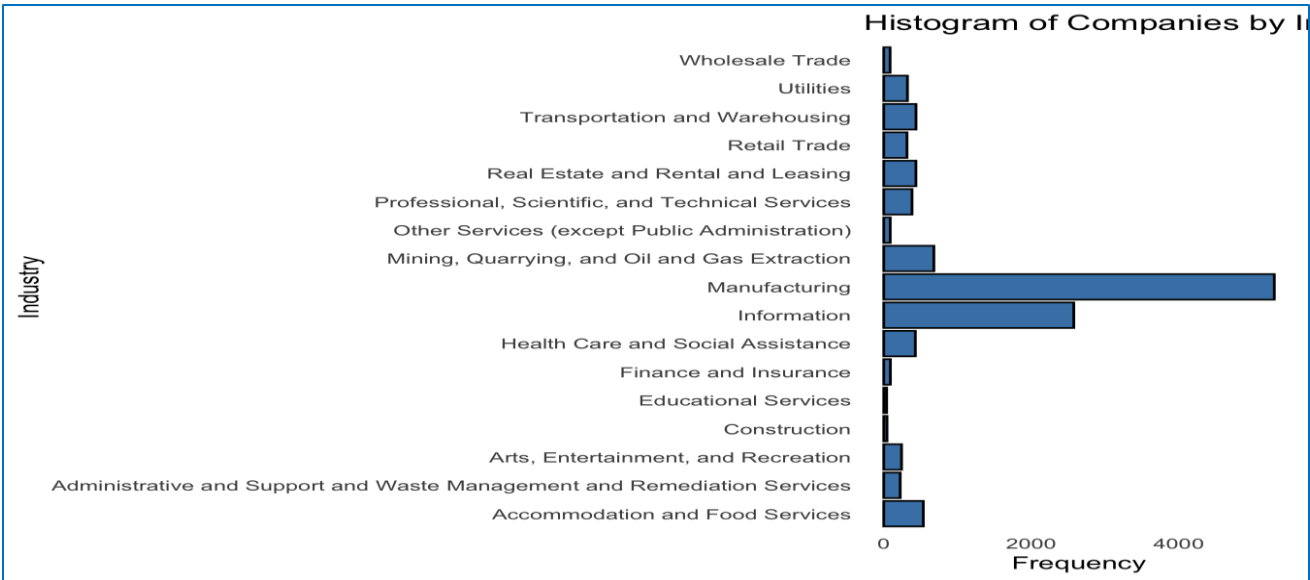 Histogram of Companies by I
Wholesale Trade
Utilities
Transportation and Warehousing
Retail Trade
Real Estate and Rental and Leasing
Professional, Scientific, and Technical Services
Other Services (except Public Administration)
Mining, Quarrying, and Oil and Gas Extraction
Manufacturing
Information
Health Care and Social Assistance
Finance and Insurance
Educational Services
Construction
Arts, Entertainment, and Recreation
Administrative and Support and Waste Management and Remediation Services
Accommodation and Food Services
Industry
0 2000 4000
Frequency